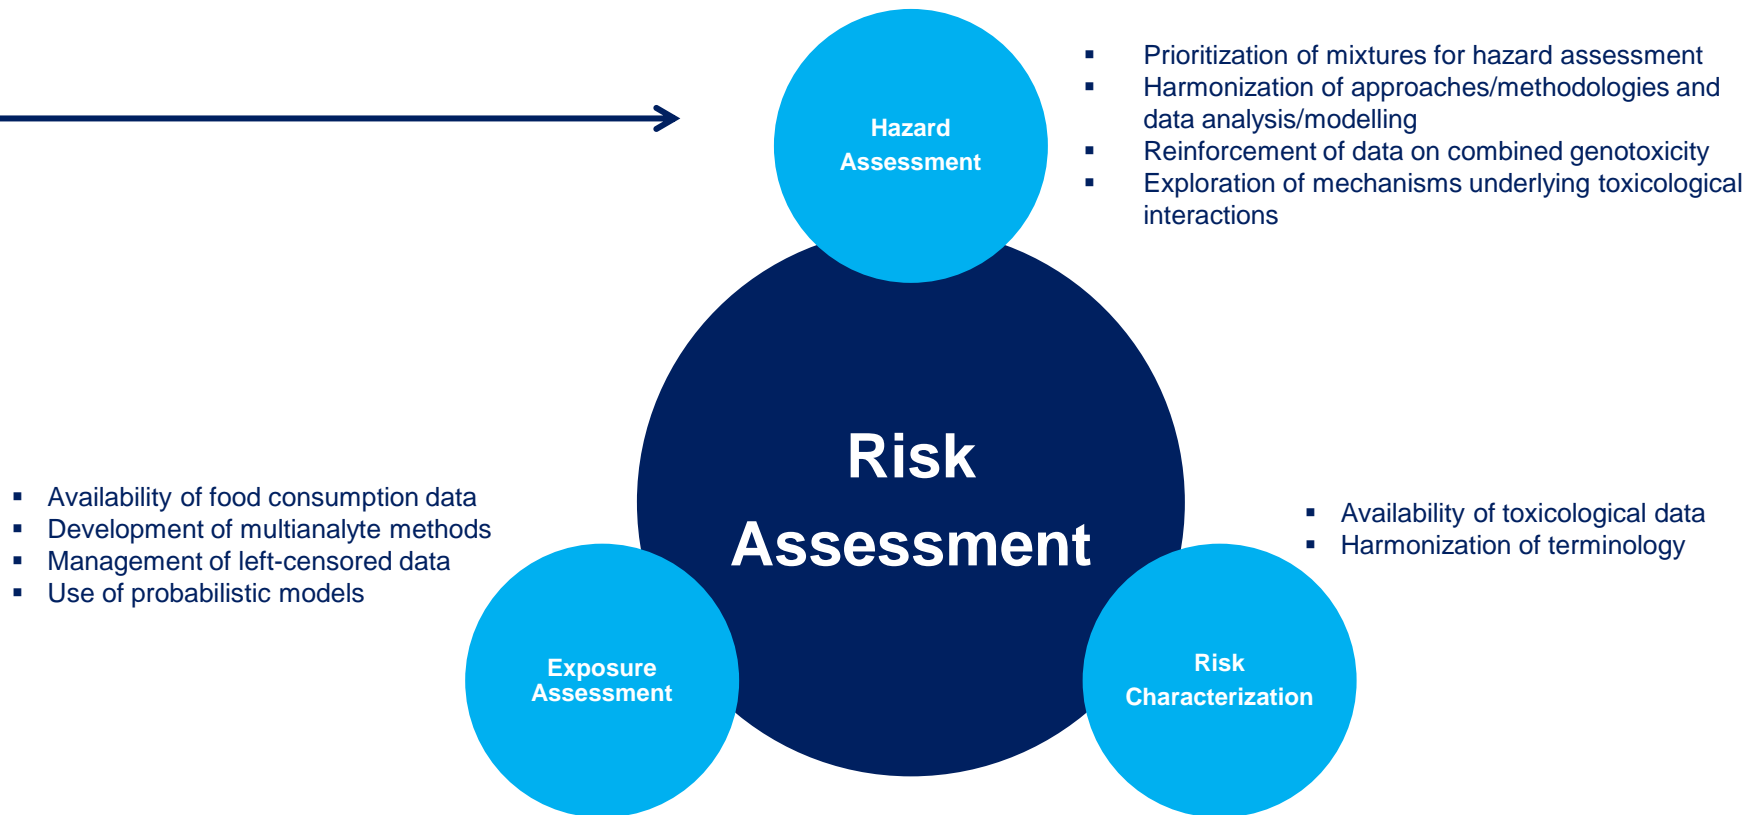 Hazard
Assessment
▪ Prioritization of mixtures for hazard assessment
▪ Harmonization of approaches/methodologies and
data analysis/modelling
▪ Reinforcement of data on combined genotoxicity
▪ Exploration of mechanisms underlying toxicological
interactions
Risk
Assessment
▪ Availability of food consumption data
▪ Development of multianalyte methods
▪ Management of left-censored data
▪ Use of probabilistic models
Exposure
Assessment
▪ Availability of toxicological data
▪ Harmonization of terminology
Risk
Characterization